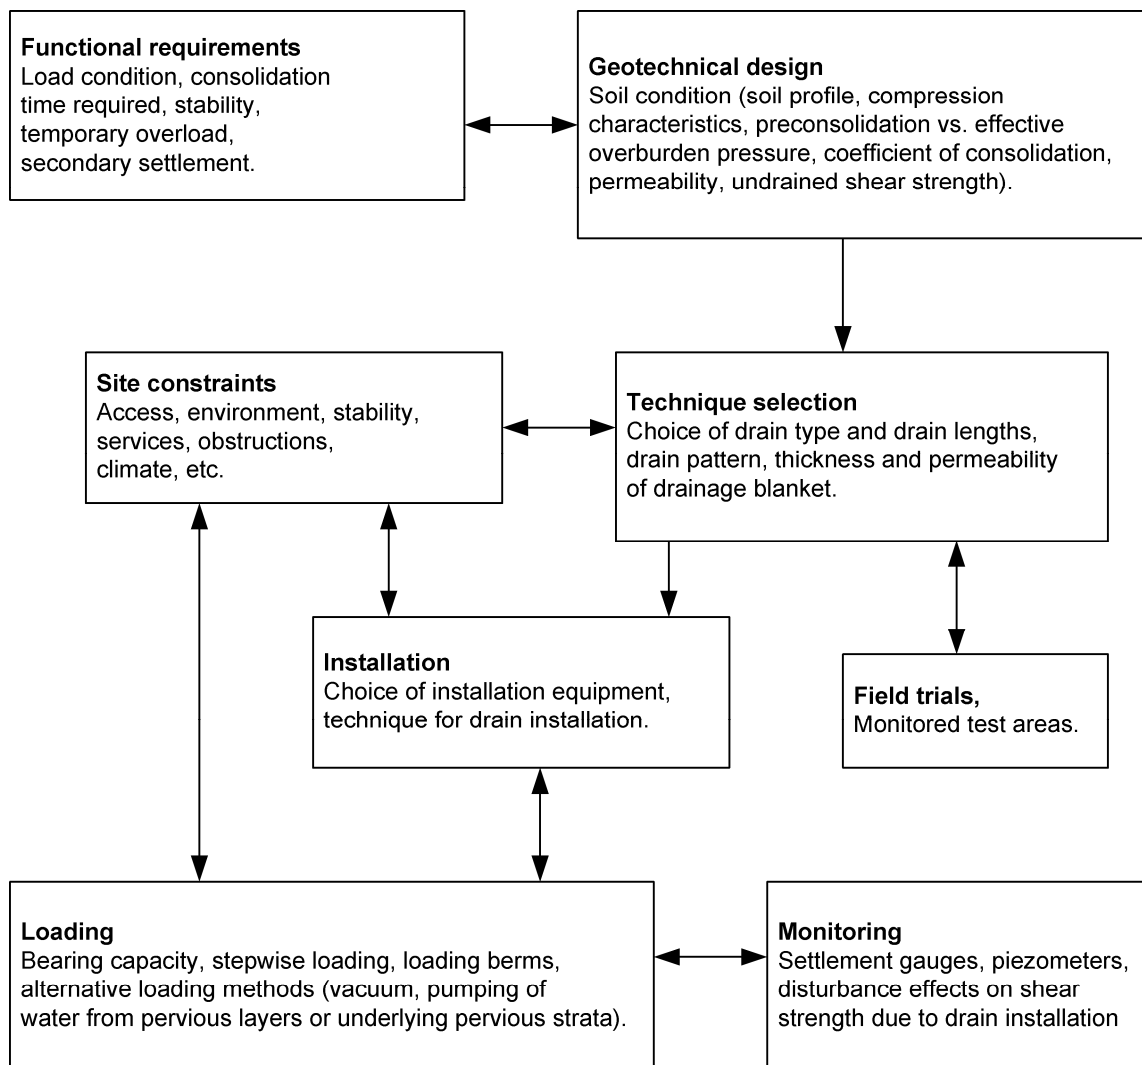 Functional requirements
Load condition, consolidation
time required, stability,
temporary overload,
secondary settlement.
Geotechnical design
Soil condition (soil profile, compression
characteristics, preconsolidation vs. effective
overburden pressure, coefficient of consolidation,
permeability, undrained shear strength).
Site constraints
Access, environment, stability,
services, obstructions,
climate, etc.
Technique selection
Choice of drain type and drain lengths,
drain pattern, thickness and permeability
of drainage blanket.
Installation
Choice of installation equipment,
technique for drain installation.
Field trials,
Monitored test areas.
Loading
Bearing capacity, stepwise loading, loading berms,
alternative loading methods (vacuum, pumping of
water from pervious layers or underlying pervious strata).
Monitoring
Settlement gauges, piezometers,
disturbance effects on shear
strength due to drain installation